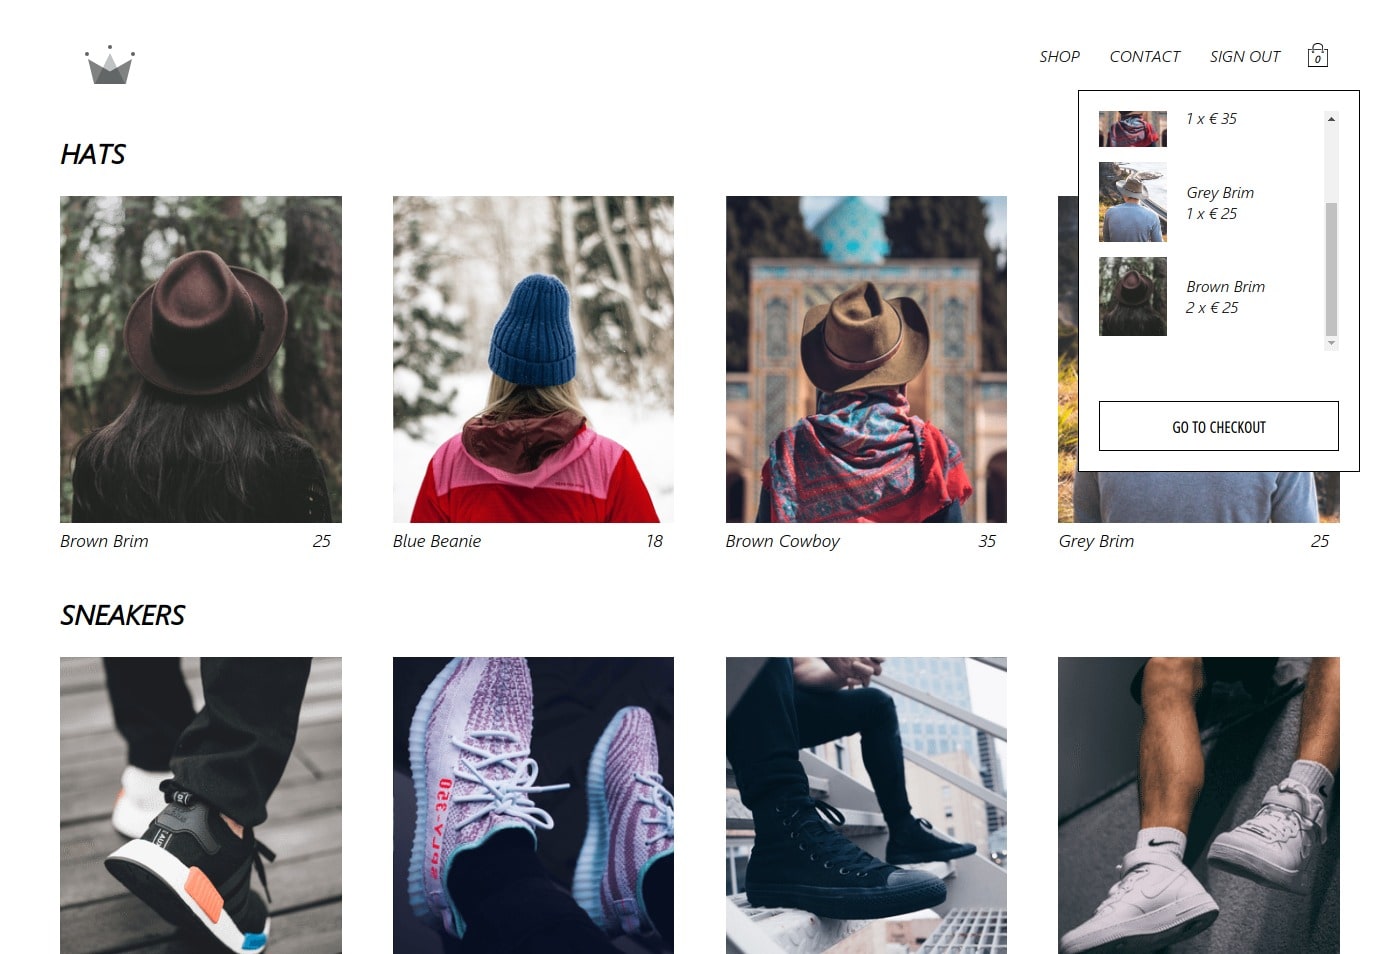 SHOP CONTACT SIGN OUT 0
1 x € 35
Grey Brim
1 x € 25
Brown Brim
2 x € 25
GO TO CHECKOUT
HATS
Brown Brim 25
Blue Beanie 18
Brown Cowboy 35
Grey Brim 25
SNEAKERS